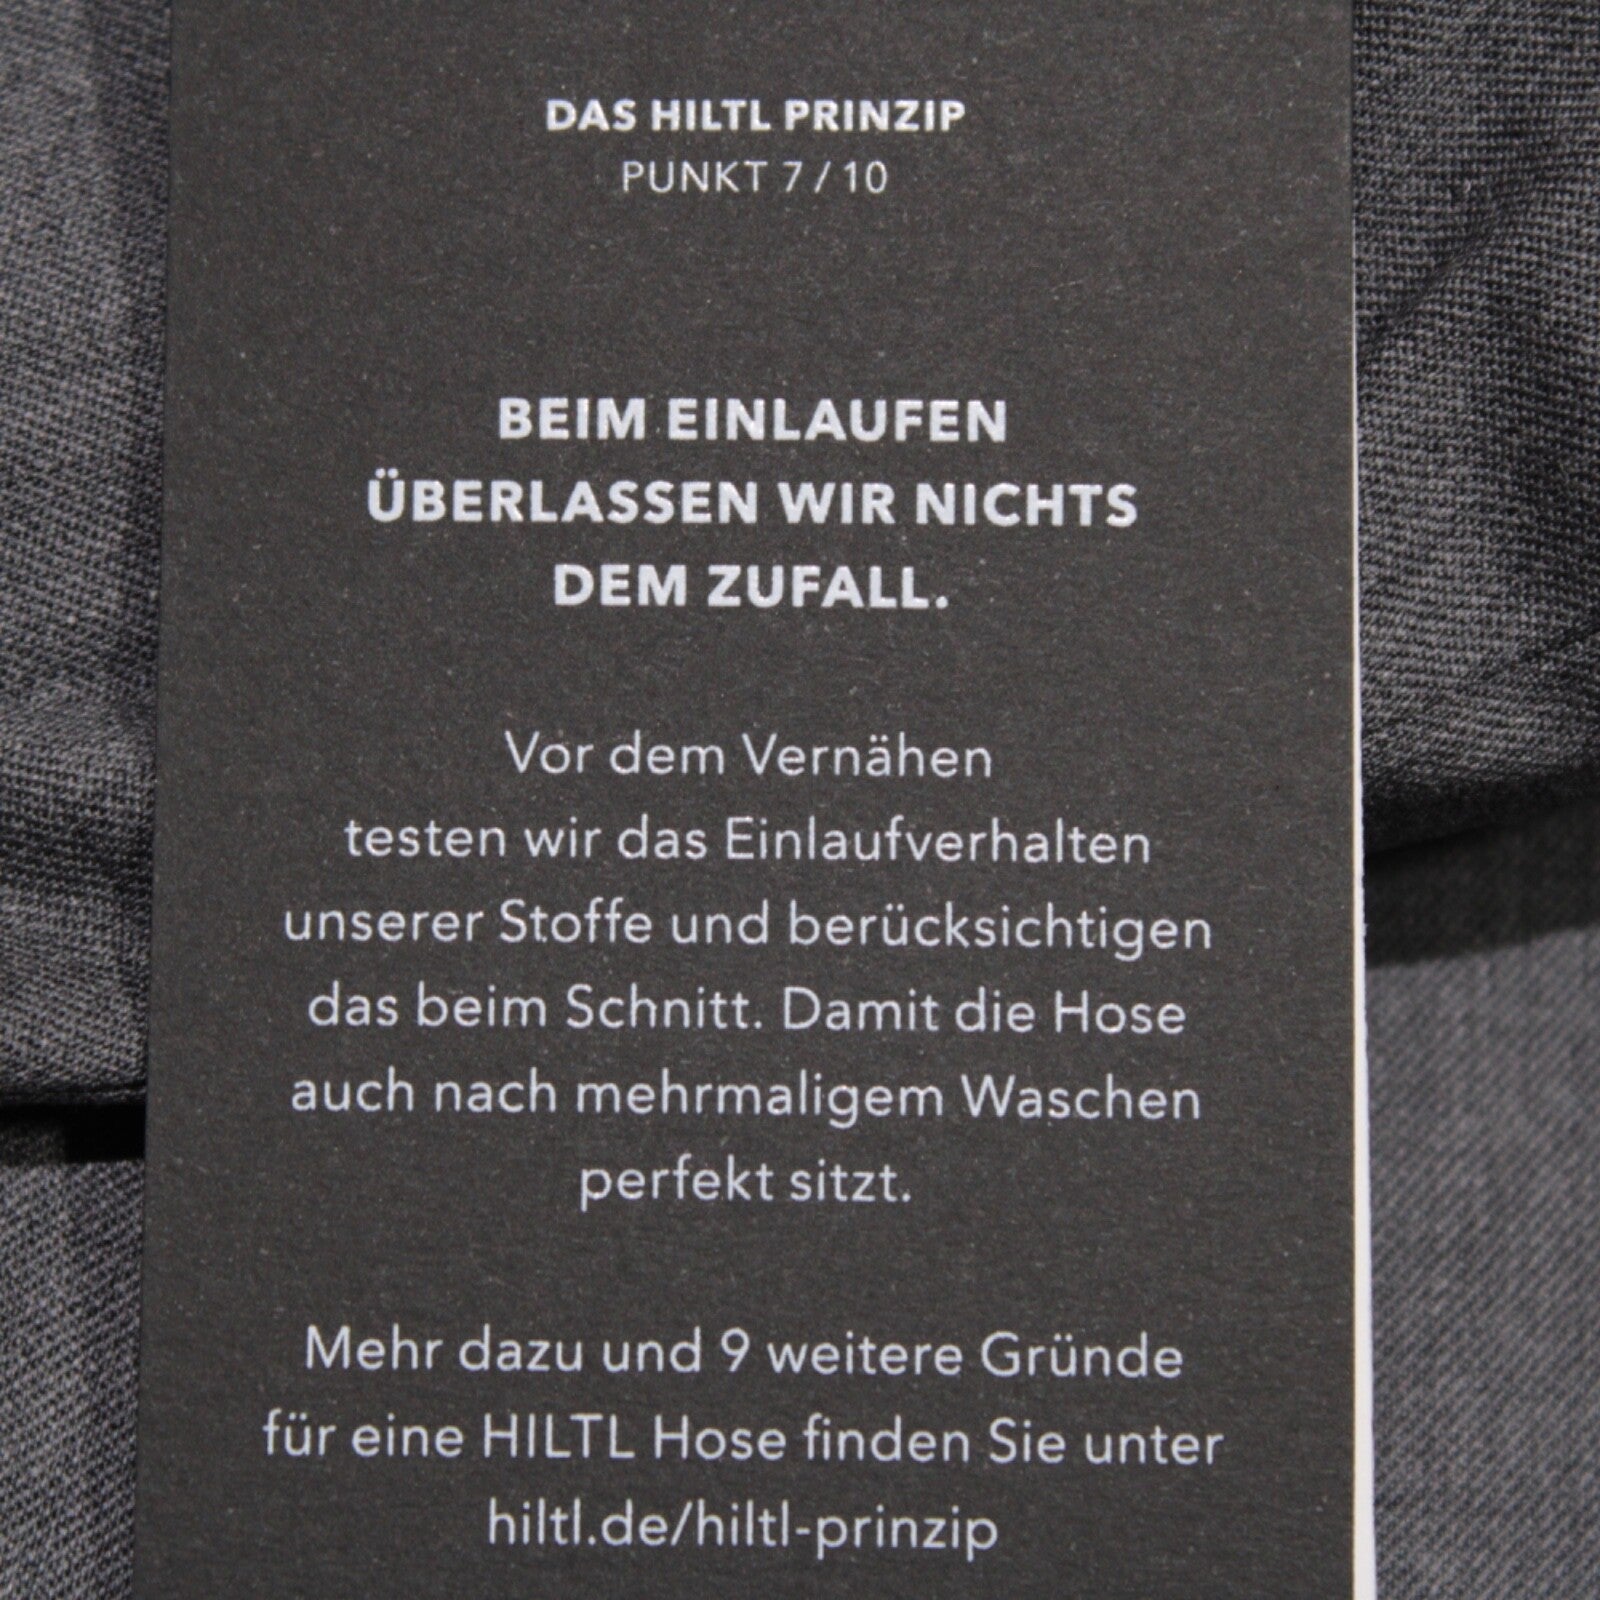 DAS HILTL PRINZIP
PUNKT 7 / 10
BEIM EINLAUFEN
ÜBERLASSEN WIR NICHTS
DEM ZUFALL.
Vor dem Vernähen
testen wir das Einlaufverhalten
unserer Stoffe und berücksichtigen
das beim Schnitt. Damit die Hose
auch nach mehrmaligem Waschen
perfekt sitzt.
Mehr dazu und 9 weitere Gründe
für eine HILTL Hose finden Sie unter
hiltl.de/hiltl-prinzip